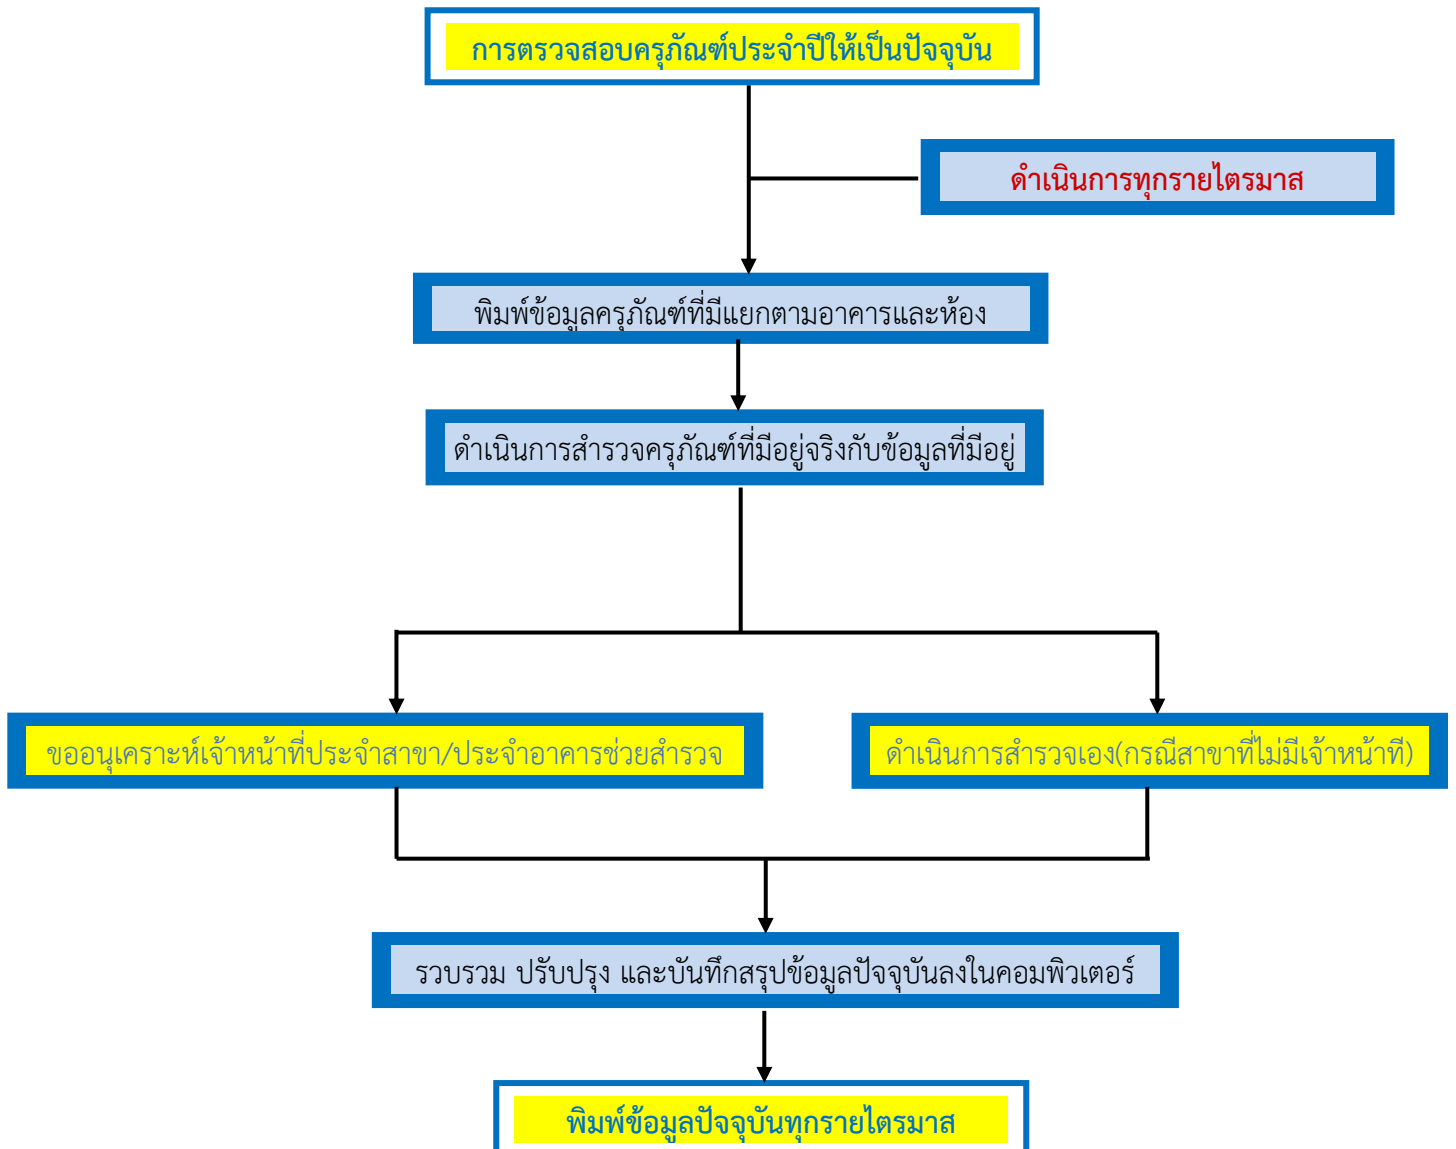 การตรวจสอบครุภัณฑ์ประจำปีให้เป็นปัจจุบัน
ดำเนินการทุกรายไตรมาส
พิมพ์ข้อมูลครุภัณฑ์ที่มีแยกตามอาคารและห้อง
ดำเนินการสำรวจครุภัณฑ์ที่มีอยู่จริงกับข้อมูลที่มีอยู่
ขออนุเคราะห์เจ้าหน้าที่ประจำสาขา/ประจำอาคารช่วยสำรวจ
ดำเนินการสำรวจเอง(กรณีสาขาที่ไม่มีเจ้าหน้าที)
รวบรวม ปรับปรุง และบันทึกสรุปข้อมูลปัจจุบันลงในคอมพิวเตอร์
พิมพ์ข้อมูลปัจจุบันทุกรายไตรมาส